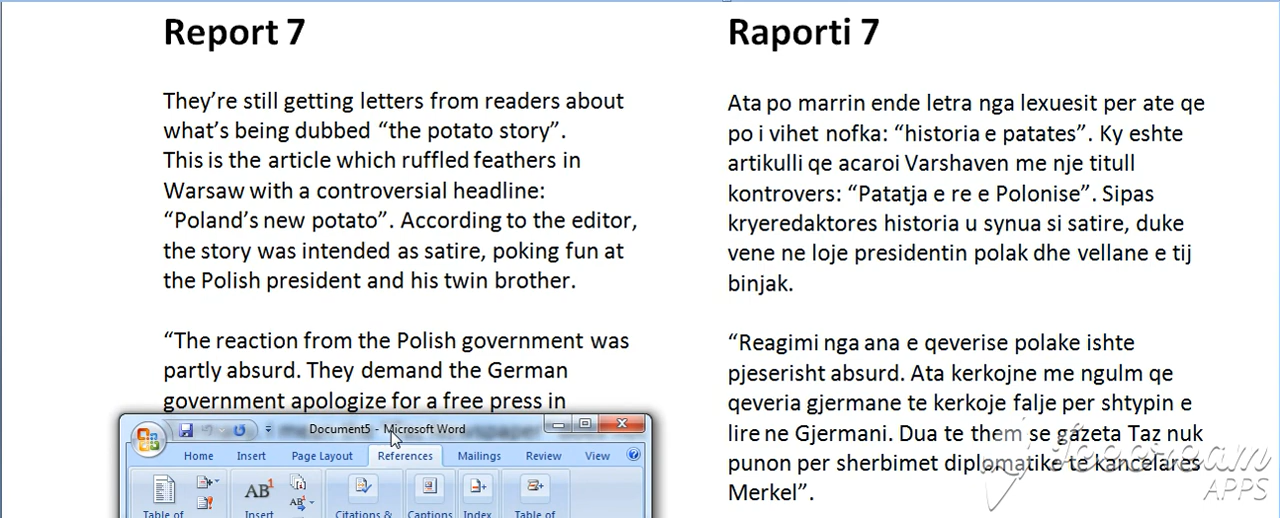 Report 7
They’re still getting letters from readers about
what’s being dubbed “the potato story”.
This is the article which ruffled feathers in
Warsaw with a controversial headline:
“Poland’s new potato”. According to the editor,
the story was intended as satire, poking fun at
the Polish president and his twin brother.
“The reaction from the Polish government was
partly absurd. They demand the German
government apologize for a free press in
Raporti 7
Ata po marrin ende letra nga lexuesit per ate qe
po i vihet nofka: “historia e patates”. Ky eshte
artikulli qe acaroi Varshaven me nje titull
kontrovers: “Patatja e re e Polonise”. Sipas
kryeredaktores historia u synua si satire, duke
vene ne loje presidentin polak dhe vellane e tij
binjak.
“Reagimi nga ana e qeverise polake ishte
pjeserisht absurd. Ata kerkojne me ngulm qe
qeveria gjermane te kerkoje falje per shtypin e
lire ne Gjermani. Dua te them se gazeta Taz nuk
punon per sherbimet diplomatike te kancelares
Merkel”.
Document5 - Microsoft Word
Home Insert Page Layout References Mailings Review View
AB¹
AB
Table of Insert Citations & Captions Index Table of
Icecream
APPS